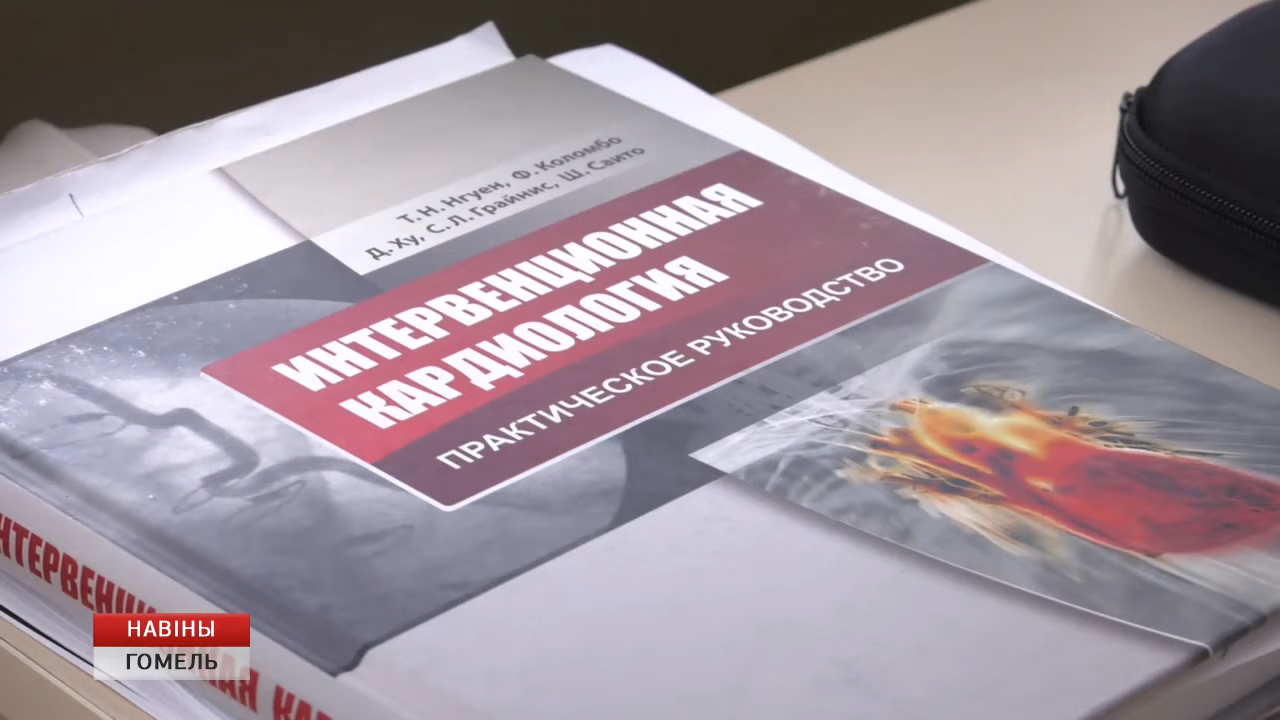 Т. Н. Нгуен, Ф. Коломбо
Д. Ху, С. Л. Грайнис, Ш. Саито
ИНТЕРВЕНЦИОННАЯ
КАРДИОЛОГИЯ
ПРАКТИЧЕСКОЕ РУКОВОДСТВО
НАВІНЫ
ГОМЕЛЬ